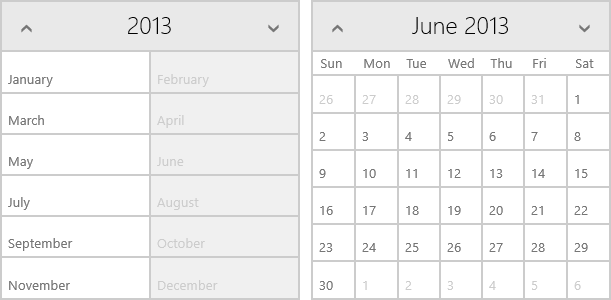 2013
January February
March April
May June
July August
September October
November December
June 2013
Sun Mon Tue Wed Thu Fri Sat
26 27 28 29 30 31 1
2 3 4 5 6 7 8
9 10 11 12 13 14 15
16 17 18 19 20 21 22
23 24 25 26 27 28 29
30 1 2 3 4 5 6